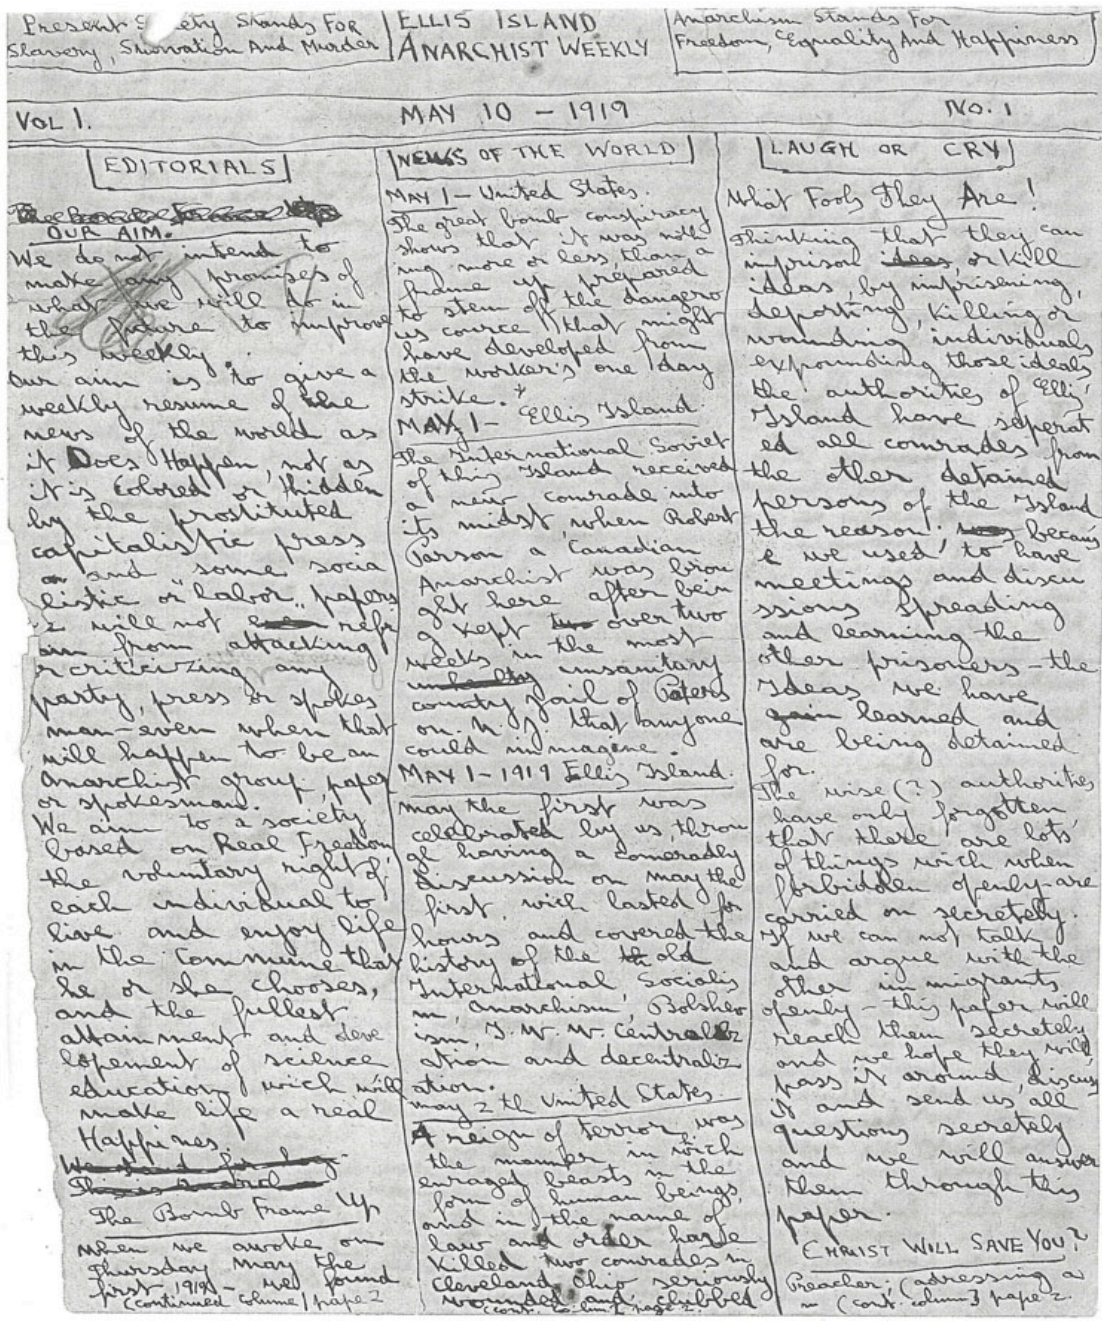 Present Society Stands For
Slavery, Starvation And Murder
ELLIS ISLAND
ANARCHIST WEEKLY
Anarchism Stands For
Freedom, Equality And Happiness
VOL 1.
MAY 10 - 1919
No. 1
EDITORIALS
OUR AIM.
We do not intend to
make any promises of
what we will do in
the future to improve
this weekly.
Our aim is to give a
weekly resume of the
news of the world as
it Does Happen, not as
it is colored or hidden
by the prostituted
capitalistic press
and some socia
listic or "labor" papers
& will not refr
ain from attacking
r criticizing any
party, press or spokes
man - even when that
will happen to be an
Anarchist group, paper
or spokesman.
We aim to a society
based on Real Freedom
the voluntary right of
each individual to
live and enjoy life
in the Commune that
he or she chooses,
and the fullest
attainment and deve
lopement of science
education wich will
make life a real
Happines.
The Bomb Frame Up
When we awoke on
Thursday May the
first 1919 - we found
(continued column 1 page 2
NEWS OF THE WORLD
MAY 1 - United States.
The great bomb conspiracy
shows that it was noth
ing more or less than a
frame up prepared
to stem off the dangero
us cource that might
have developed from
the worker's one day
strike. *
MAY, 1 - Ellis Island.
The International Soviet
of this Island received
a new comrade into
its midst when Robert
Parson a Canadian
Anarchist was brou
ght here after bein
g kept over two
weeks in the most
unsanitary
county jail of Paters
on. N. J. that anyone
could immagine.
MAY 1 - 1919 Ellis Island.
May the first was
celebrated by us, throu
gh having a comeradly
discussion on may the
first wich lasted for
hours and covered the
history of the old
International, Socialis
m, Anarchism, Bolshev
ism, I. W. W. Centraliz
ation and decentraliz
ation.
May 2 th United States.
A reign of terror was
the manner in wich
enraged beasts in the
form of human beings,
and in the name of
law and order have
killed two comrades in
Cleveland Ohio seriously
wounded and clubbed
(cont. column 1 page 2.
LAUGH OR CRY
What Fools They Are!
Thinking that they can
imprison or kill
ideas, by imprisening,
deporting, killing or
wounding individuals
expounding those ideals
the authorities of Ellis
Island have seperat
ed all comrades from
the other detained
persons of the Island
the reason; becaus
e we used to have
meetings and discu
ssions spreading
and learning the
other prisoners - the
Ideas we have
learned and
are being detained
for.
The wise (?) authorities
have only forgotten
that there are lots
of things wich when
forbidden openly are
carried on secretely.
If we can not talk
and argue with the
other immigrants
openly - this paper will
reach them secretely
and we hope they will
pass it around, discuss
it and send us all
questions secretely
and we will answer
them through this
paper.
CHRIST WILL SAVE YOU?
Preacher; (adressing a
(cont. column 3 page 2.